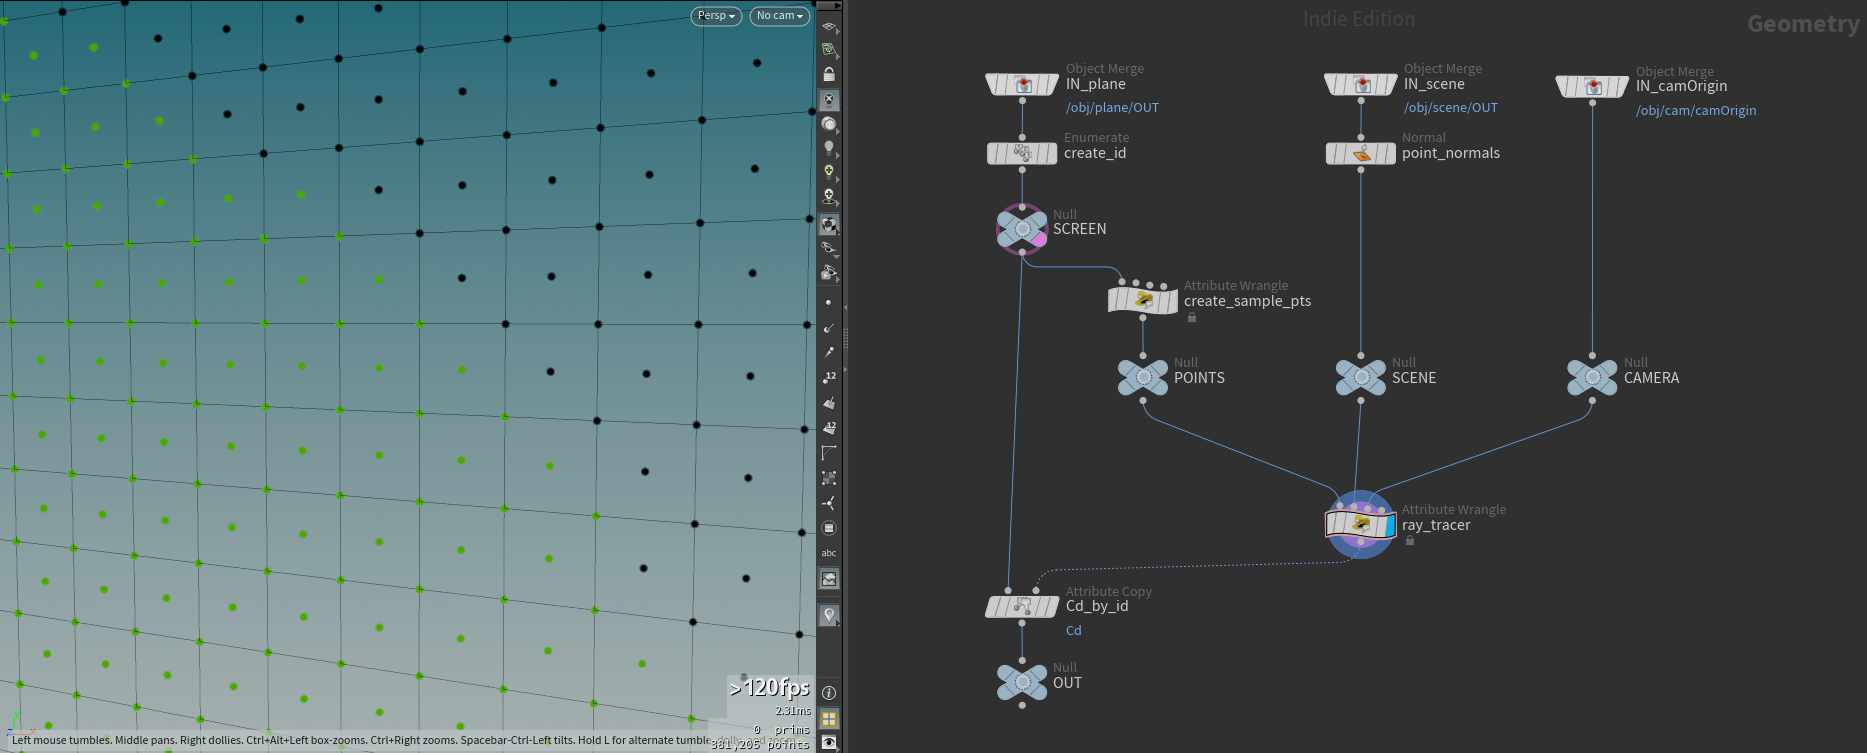 Persp
No cam
12
12
abc
>120fps
2.31ms
0 prims
381,205 points
Left mouse tumbles. Middle pans. Right dollies. Ctrl+Alt+Left box-zooms. Ctrl+Right zooms. Spacebar-Ctrl-Left tilts. Hold L for alternate tumble,
y
x
z
Indie Edition
Geometry
Object Merge
IN_plane
/obj/plane/OUT
Enumerate
create_id
Null
SCREEN
Attribute Wrangle
create_sample_pts
Null
POINTS
Object Merge
IN_scene
/obj/scene/OUT
Normal
point_normals
Null
SCENE
Object Merge
IN_camOrigin
/obj/cam/camOrigin
Null
CAMERA
Attribute Wrangle
ray_tracer
Attribute Copy
Cd_by_id
Cd
Null
OUT